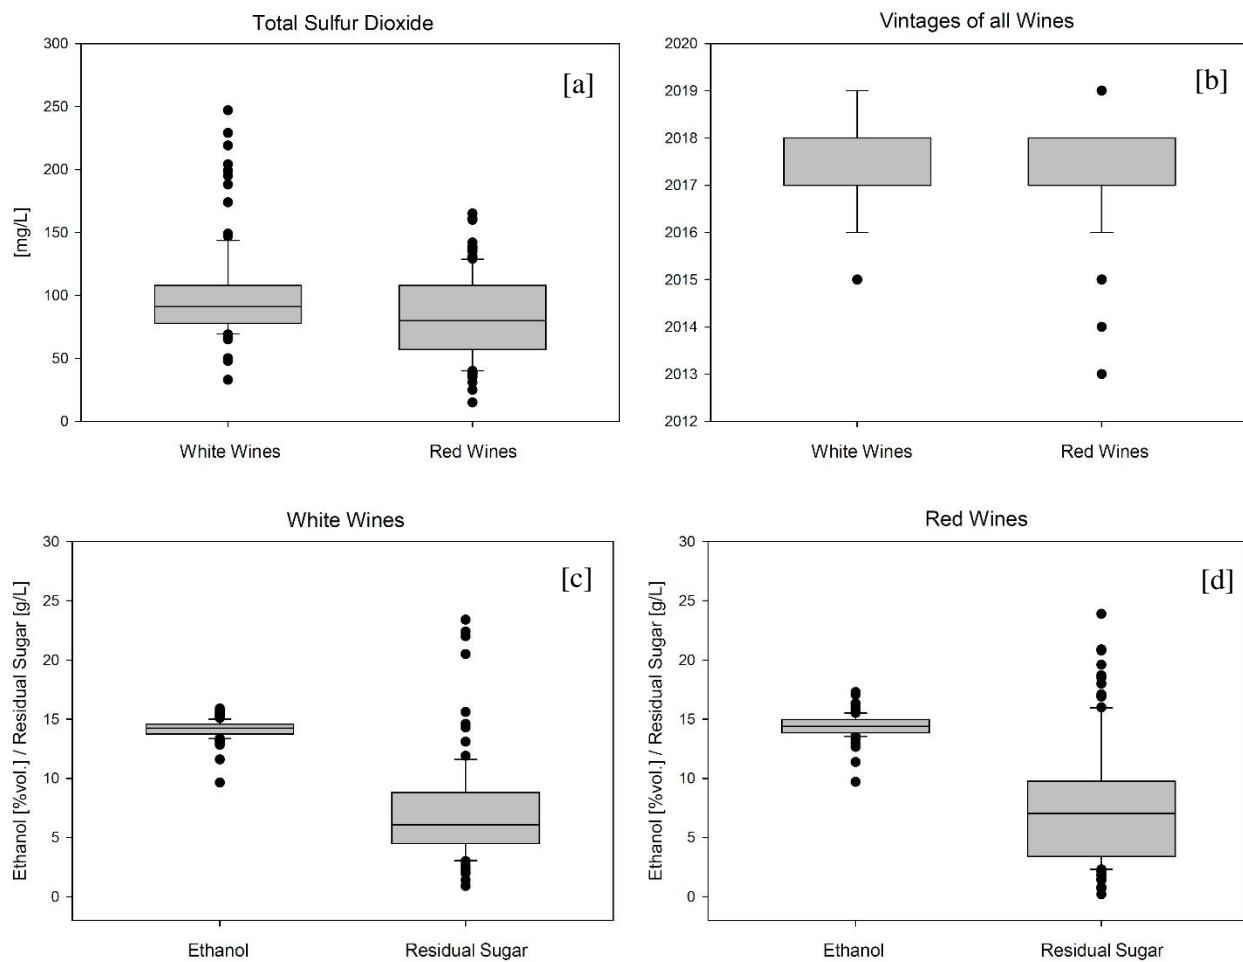 Total Sulfur Dioxide
[a]
300
250
200
150
100
50
0
[mg/L]
White Wines
Red Wines
Vintages of all Wines
[b]
2020
2019
2018
2017
2016
2015
2014
2013
2012
White Wines
Red Wines
White Wines
[c]
30
25
20
15
10
5
0
Ethanol [%vol.] / Residual Sugar [g/L]
Ethanol
Residual Sugar
Red Wines
[d]
30
25
20
15
10
5
0
Ethanol [%vol.] / Residual Sugar [g/L]
Ethanol
Residual Sugar